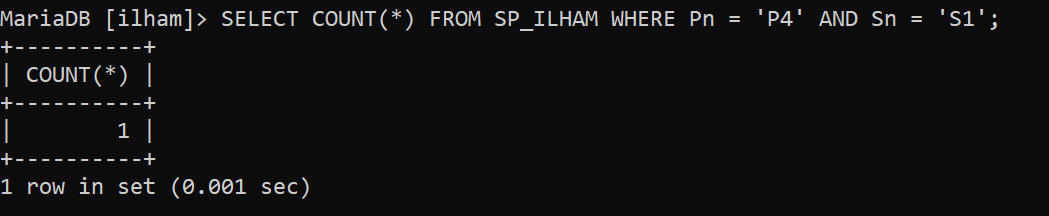 MariaDB [ilham]> SELECT COUNT(*) FROM SP_ILHAM WHERE Pn = 'P4' AND Sn = 'S1';
+----------+
| COUNT(*) |
+----------+
|        1 |
+----------+
1 row in set (0.001 sec)